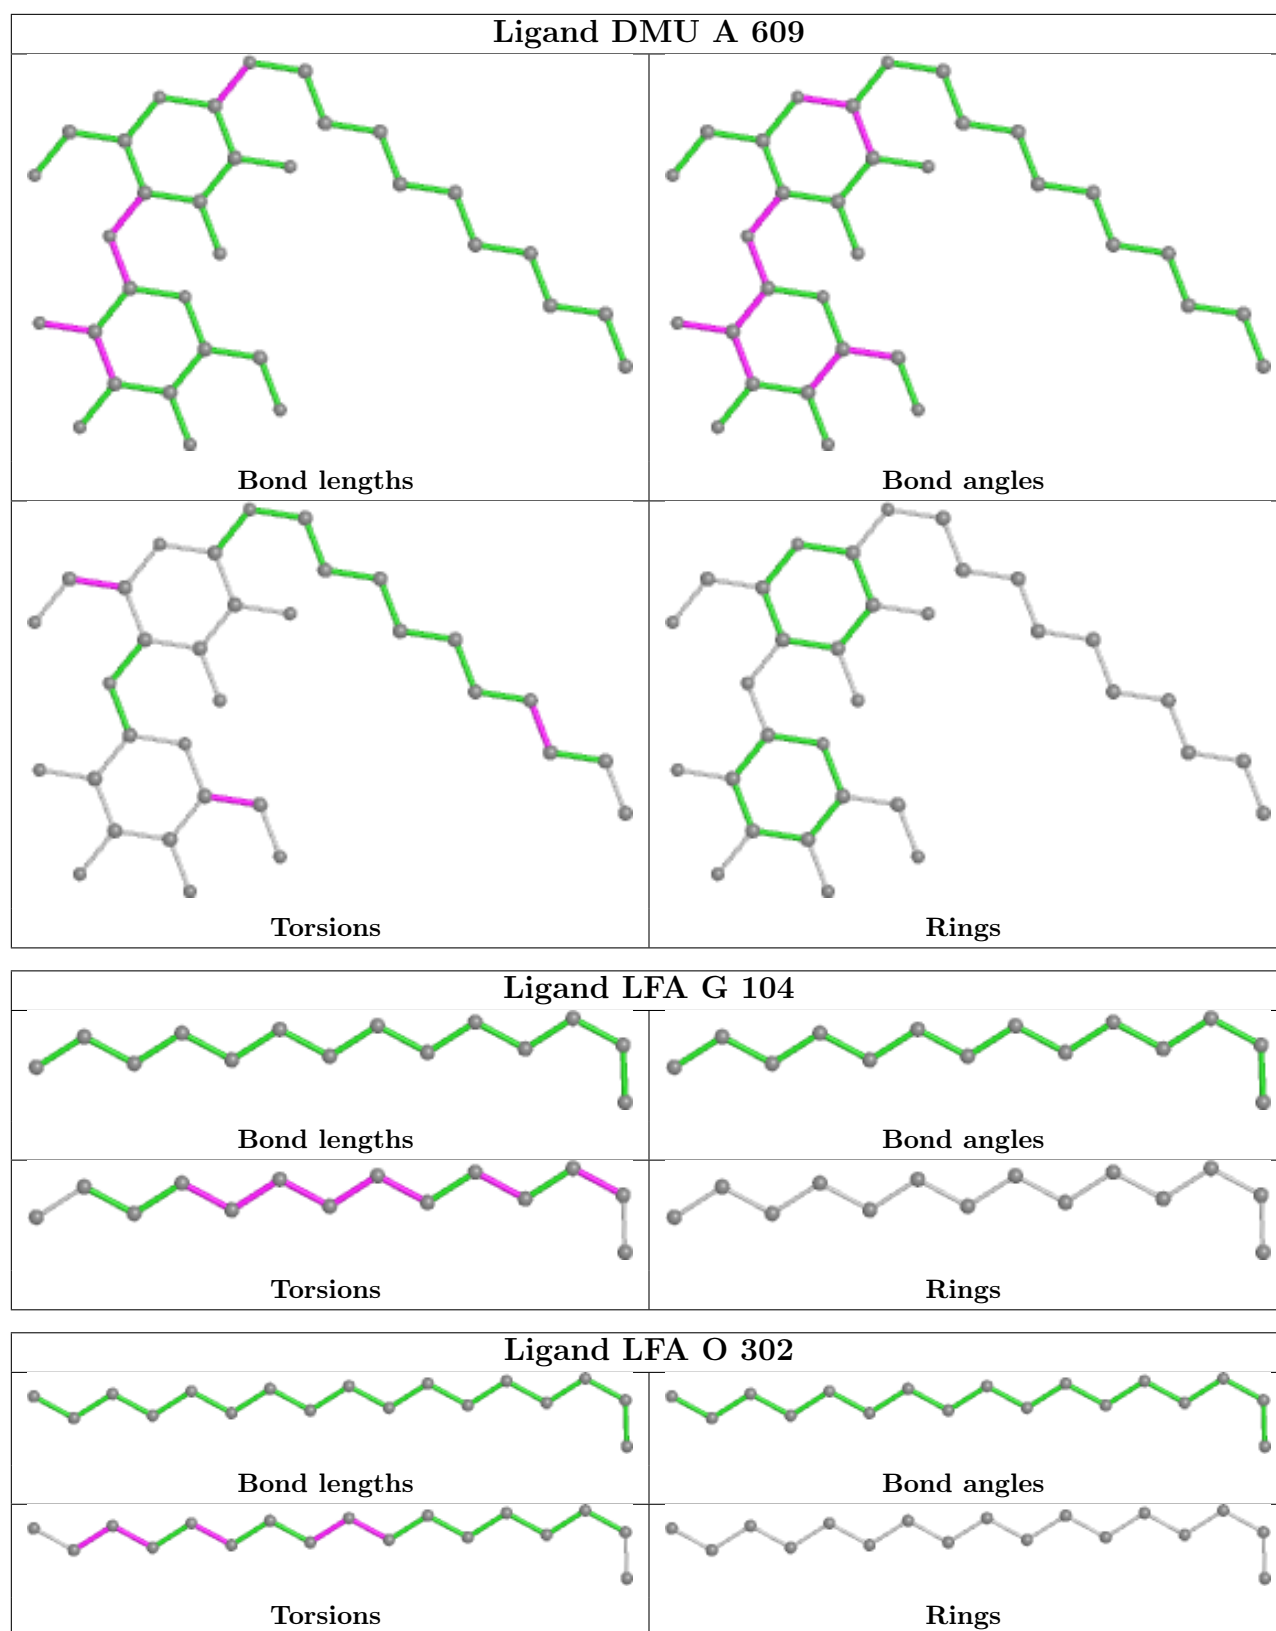 Ligand DMU A 609
Bond lengths
Bond angles
Torsions
Rings
Ligand LFA G 104
Bond lengths
Bond angles
Torsions
Rings
Ligand LFA O 302
Bond lengths
Bond angles
Torsions
Rings